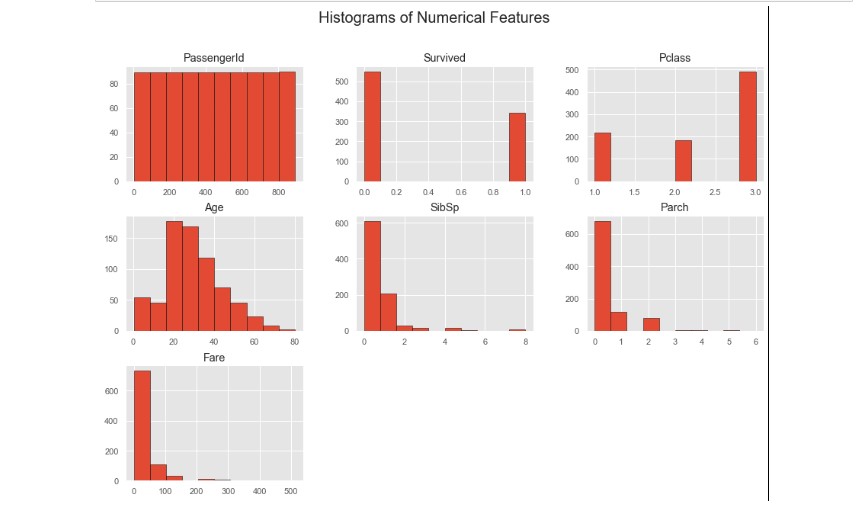 Histograms of Numerical Features
PassengerId
Survived
Pclass
80
60
40
20
0
0 200 400 600 800
500
400
300
200
100
0
0.0 0.2 0.4 0.6 0.8 1.0
500
400
300
200
100
0
1.0 1.5 2.0 2.5 3.0
Age
SibSp
Parch
150
100
50
0
0 20 40 60 80
600
400
200
0
0 2 4 6 8
600
400
200
0
0 1 2 3 4 5 6
Fare
600
400
200
0
0 100 200 300 400 500